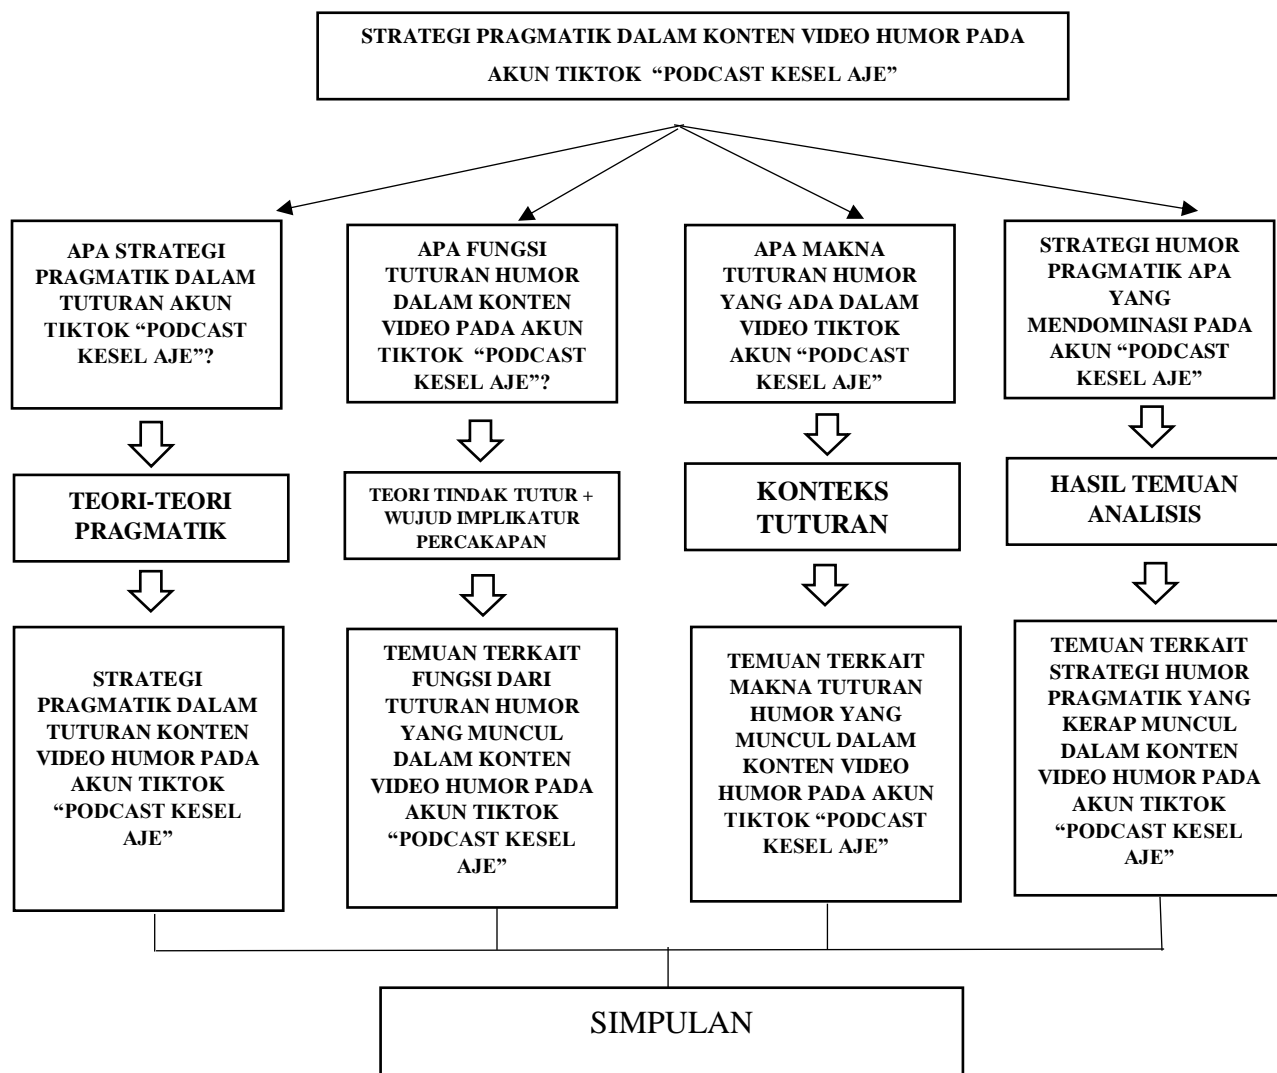 STRATEGI PRAGMATIK DALAM KONTEN VIDEO HUMOR PADA
AKUN TIKTOK “PODCAST KESEL AJE”
APA STRATEGI
PRAGMATIK DALAM
TUTURAN AKUN
TIKTOK “PODCAST
KESEL AJE”?
APA FUNGSI
TUTURAN HUMOR
DALAM KONTEN
VIDEO PADA AKUN
TIKTOK “PODCAST
KESEL AJE”?
APA MAKNA
TUTURAN HUMOR
YANG ADA DALAM
VIDEO TIKTOK
AKUN “PODCAST
KESEL AJE”
STRATEGI HUMOR
PRAGMATIK APA
YANG
MENDOMINASI PADA
AKUN “PODCAST
KESEL AJE”
TEORI-TEORI
PRAGMATIK
TEORI TINDAK TUTUR +
WUJUD IMPLIKATUR
PERCAKAPAN
KONTEKS
TUTURAN
HASIL TEMUAN
ANALISIS
STRATEGI
PRAGMATIK DALAM
TUTURAN KONTEN
VIDEO HUMOR PADA
AKUN TIKTOK
“PODCAST KESEL
AJE”
TEMUAN TERKAIT
FUNGSI DARI
TUTURAN HUMOR
YANG MUNCUL
DALAM KONTEN
VIDEO HUMOR PADA
AKUN TIKTOK
“PODCAST KESEL
AJE”
TEMUAN TERKAIT
MAKNA TUTURAN
HUMOR YANG
MUNCUL DALAM
KONTEN VIDEO
HUMOR PADA AKUN
TIKTOK “PODCAST
KESEL AJE”
TEMUAN TERKAIT
STRATEGI HUMOR
PRAGMATIK YANG
KERAP MUNCUL
DALAM KONTEN
VIDEO HUMOR PADA
AKUN TIKTOK
“PODCAST KESEL
AJE”
SIMPULAN